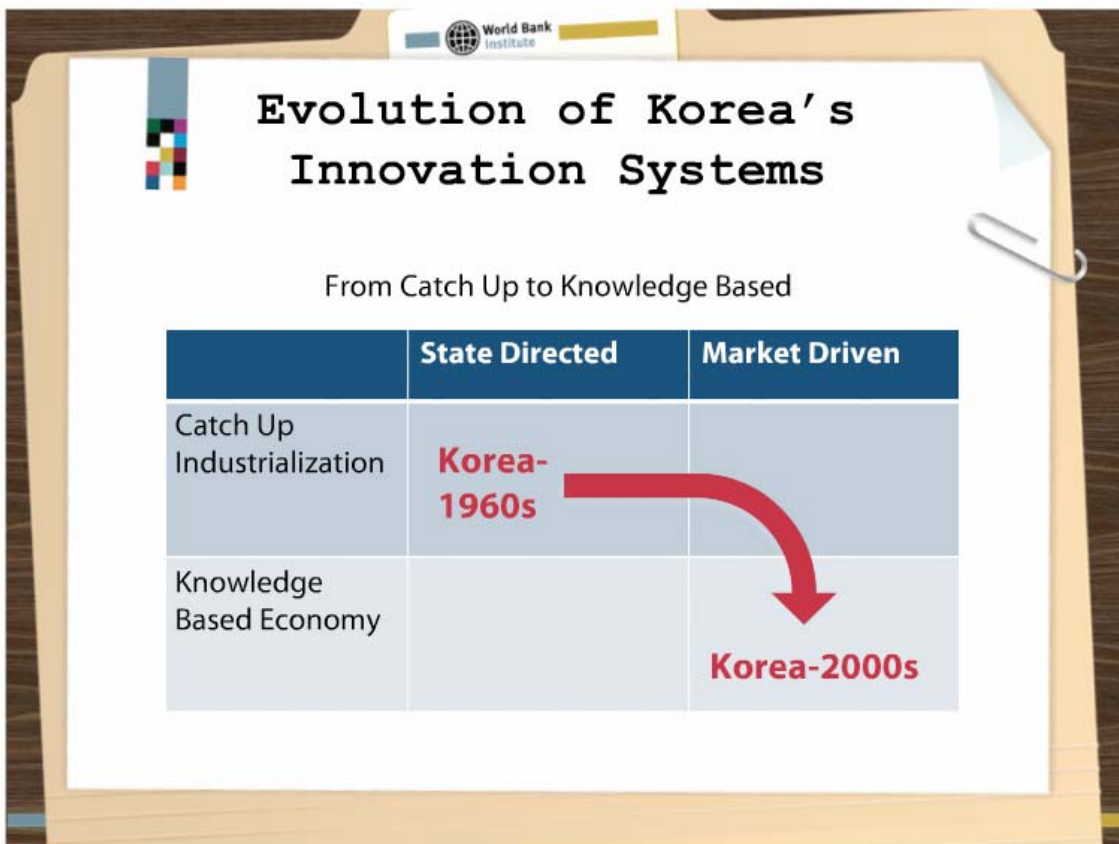 World Bank
Institute
Evolution of Korea's
Innovation Systems
From Catch Up to Knowledge Based
State Directed
Market Driven
Catch Up
Industrialization
Korea-
1960s
Knowledge
Based Economy
Korea-2000s